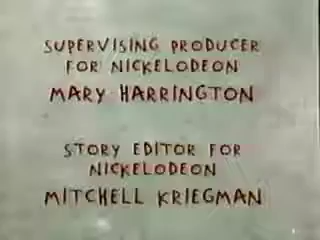 SUPERVISING PRODUCER
FOR NICKELODEON
MARY HARRINGTON
STORY EDITOR FOR
NICKELODEON
MITCHELL KRIEGMAN